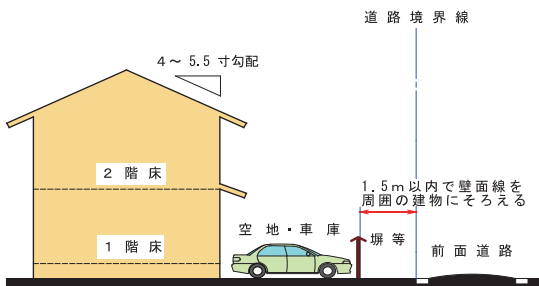 道路境界線
4～5.5寸勾配
2階床
1.5m以内で壁面線を
周囲の建物にそろえる
空地・車庫
塀等
1階床
前面道路